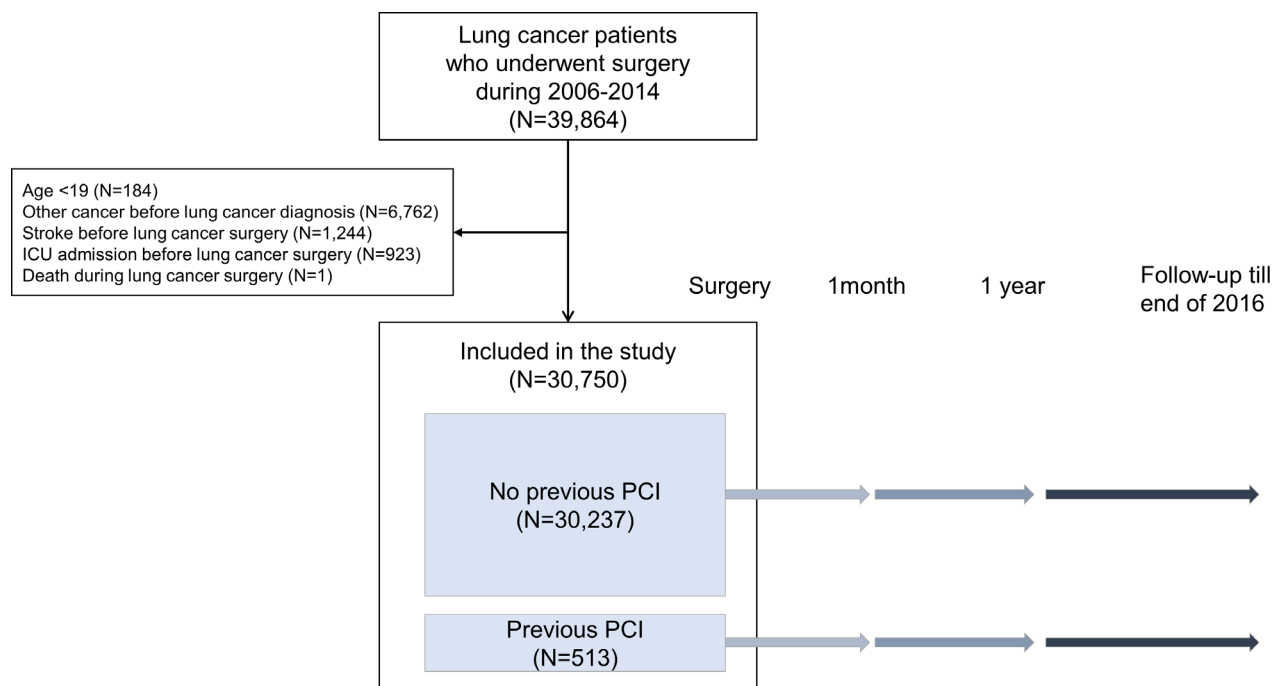 Lung cancer patients
who underwent surgery
during 2006-2014
(N=39,864)
Age <19 (N=184)
Other cancer before lung cancer diagnosis (N=6,762)
Stroke before lung cancer surgery (N=1,244)
ICU admission before lung cancer surgery (N=923)
Death during lung cancer surgery (N=1)
Surgery
1month
1 year
Follow-up till
end of 2016
Included in the study
(N=30,750)
No previous PCI
(N=30,237)
Previous PCI
(N=513)